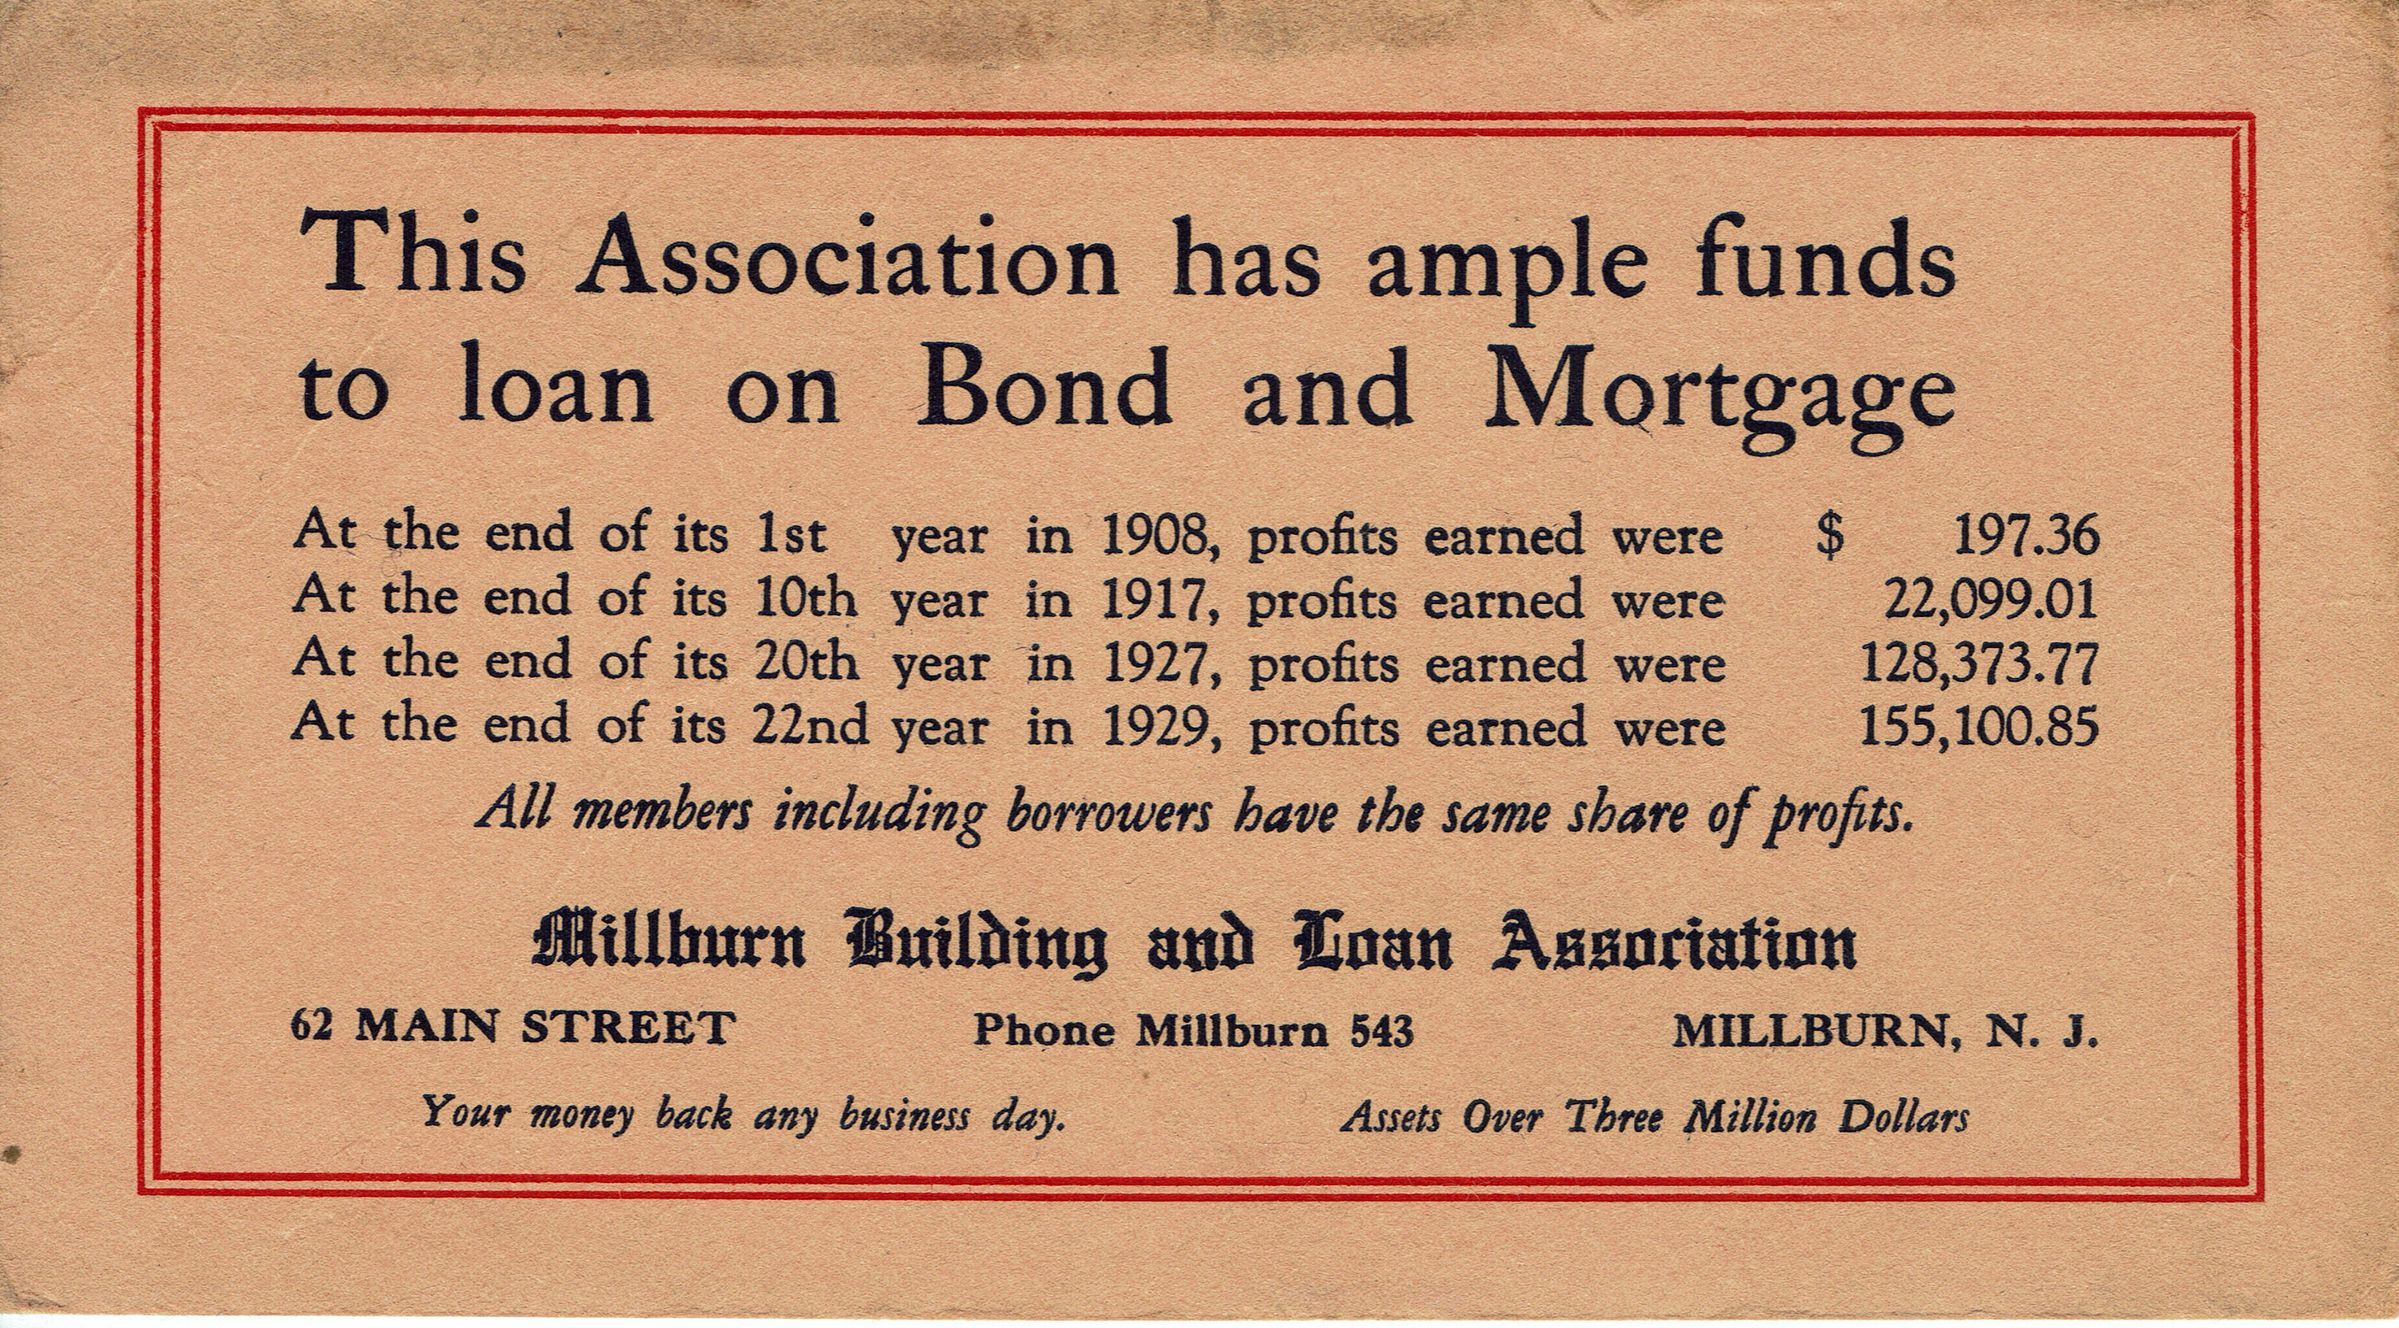 This Association has ample funds
to loan on Bond and Mortgage
At the end of its 1st year in 1908, profits earned were $ 197.36
At the end of its 10th year in 1917, profits earned were 22,099.01
At the end of its 20th year in 1927, profits earned were 128,373.77
At the end of its 22nd year in 1929, profits earned were 155,100.85
All members including borrowers have the same share of profits.
Millburn Building and Loan Association
62 MAIN STREET Phone Millburn 543 MILLBURN, N. J.
Your money back any business day. Assets Over Three Million Dollars